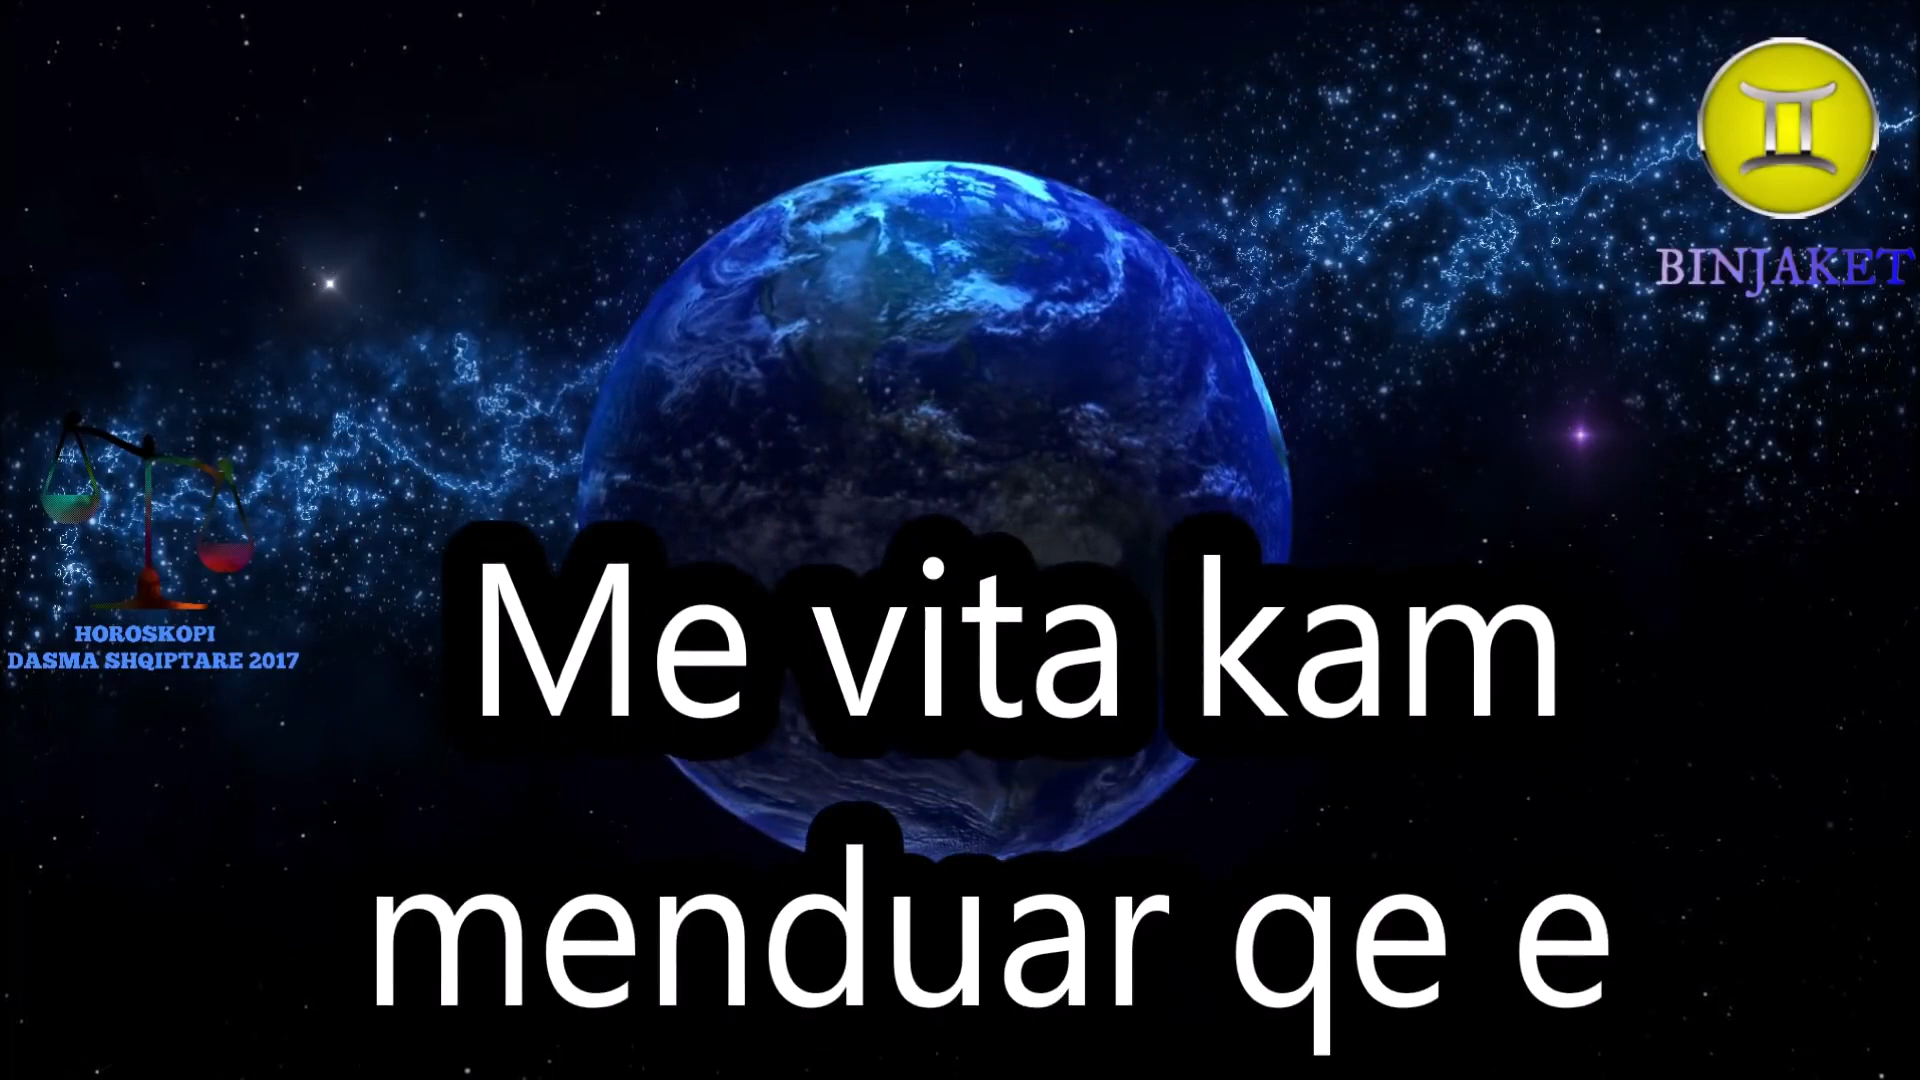 BINJAKET
HOROSKOPI
DASMA SHQIPTARE 2017
Me vita kam
menduar qe e